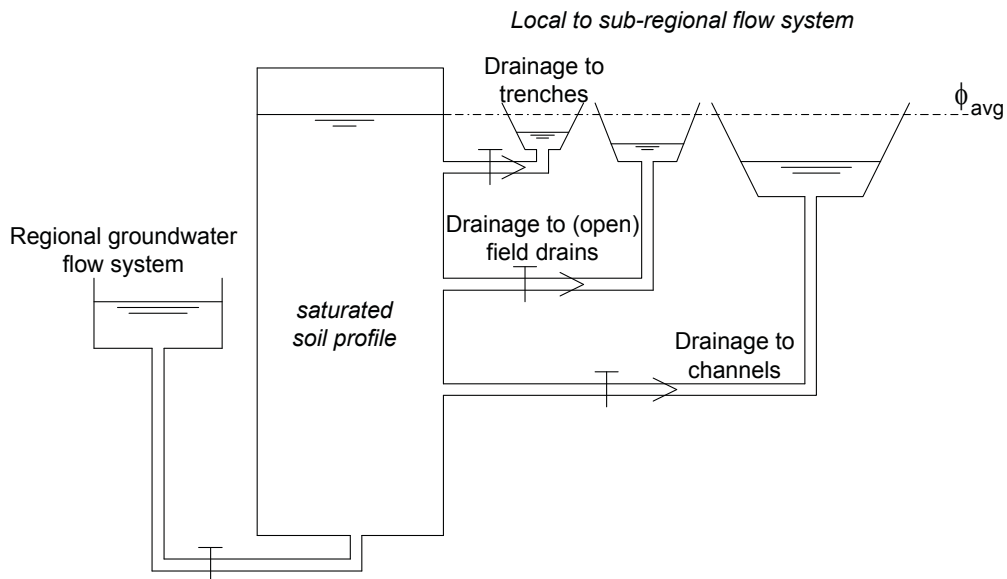 Local to sub-regional flow system
Drainage to
trenches
ϕavg
Drainage to (open)
field drains
Regional groundwater
flow system
saturated
soil profile
Drainage to
channels